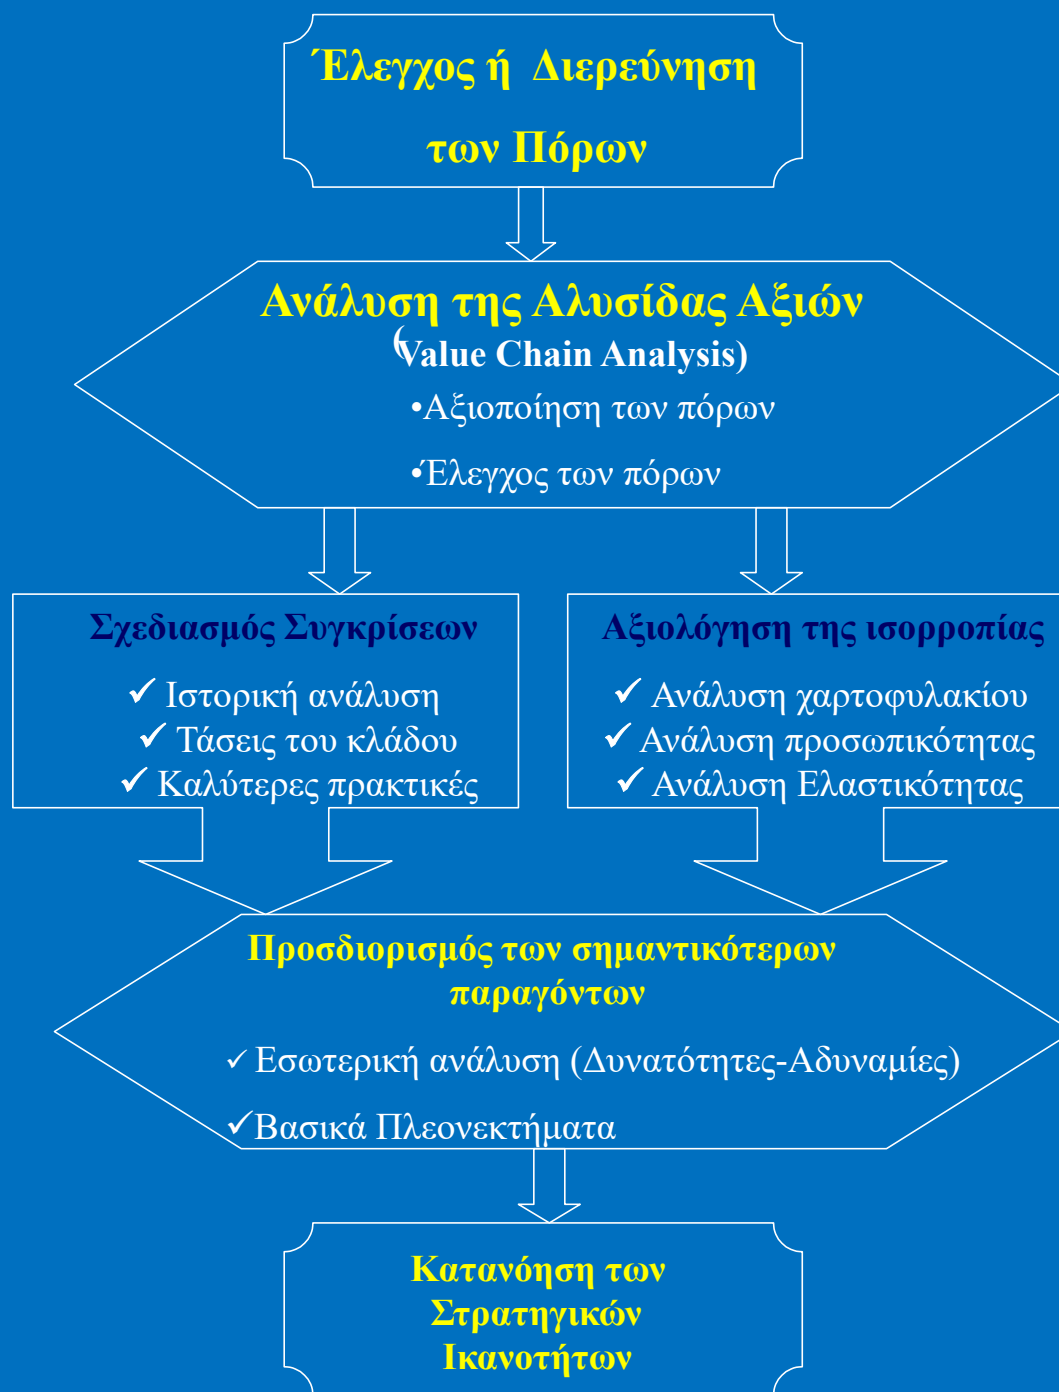 Έλεγχος ή Διερεύνηση
των Πόρων
Ανάλυση της Αλυσίδας Αξιών
(Value Chain Analysis)
•Αξιοποίηση των πόρων
•Έλεγχος των πόρων
Σχεδιασμός Συγκρίσεων
✓ Ιστορική ανάλυση
✓ Τάσεις του κλάδου
✓ Καλύτερες πρακτικές
Αξιολόγηση της ισορροπίας
✓ Ανάλυση χαρτοφυλακίου
✓ Ανάλυση προσωπικότητας
✓ Ανάλυση Ελαστικότητας
Προσδιορισμός των σημαντικότερων
παραγόντων
✓ Εσωτερική ανάλυση (Δυνατότητες-Αδυναμίες)
✓Βασικά Πλεονεκτήματα
Κατανόηση των
Στρατηγικών
Ικανοτήτων